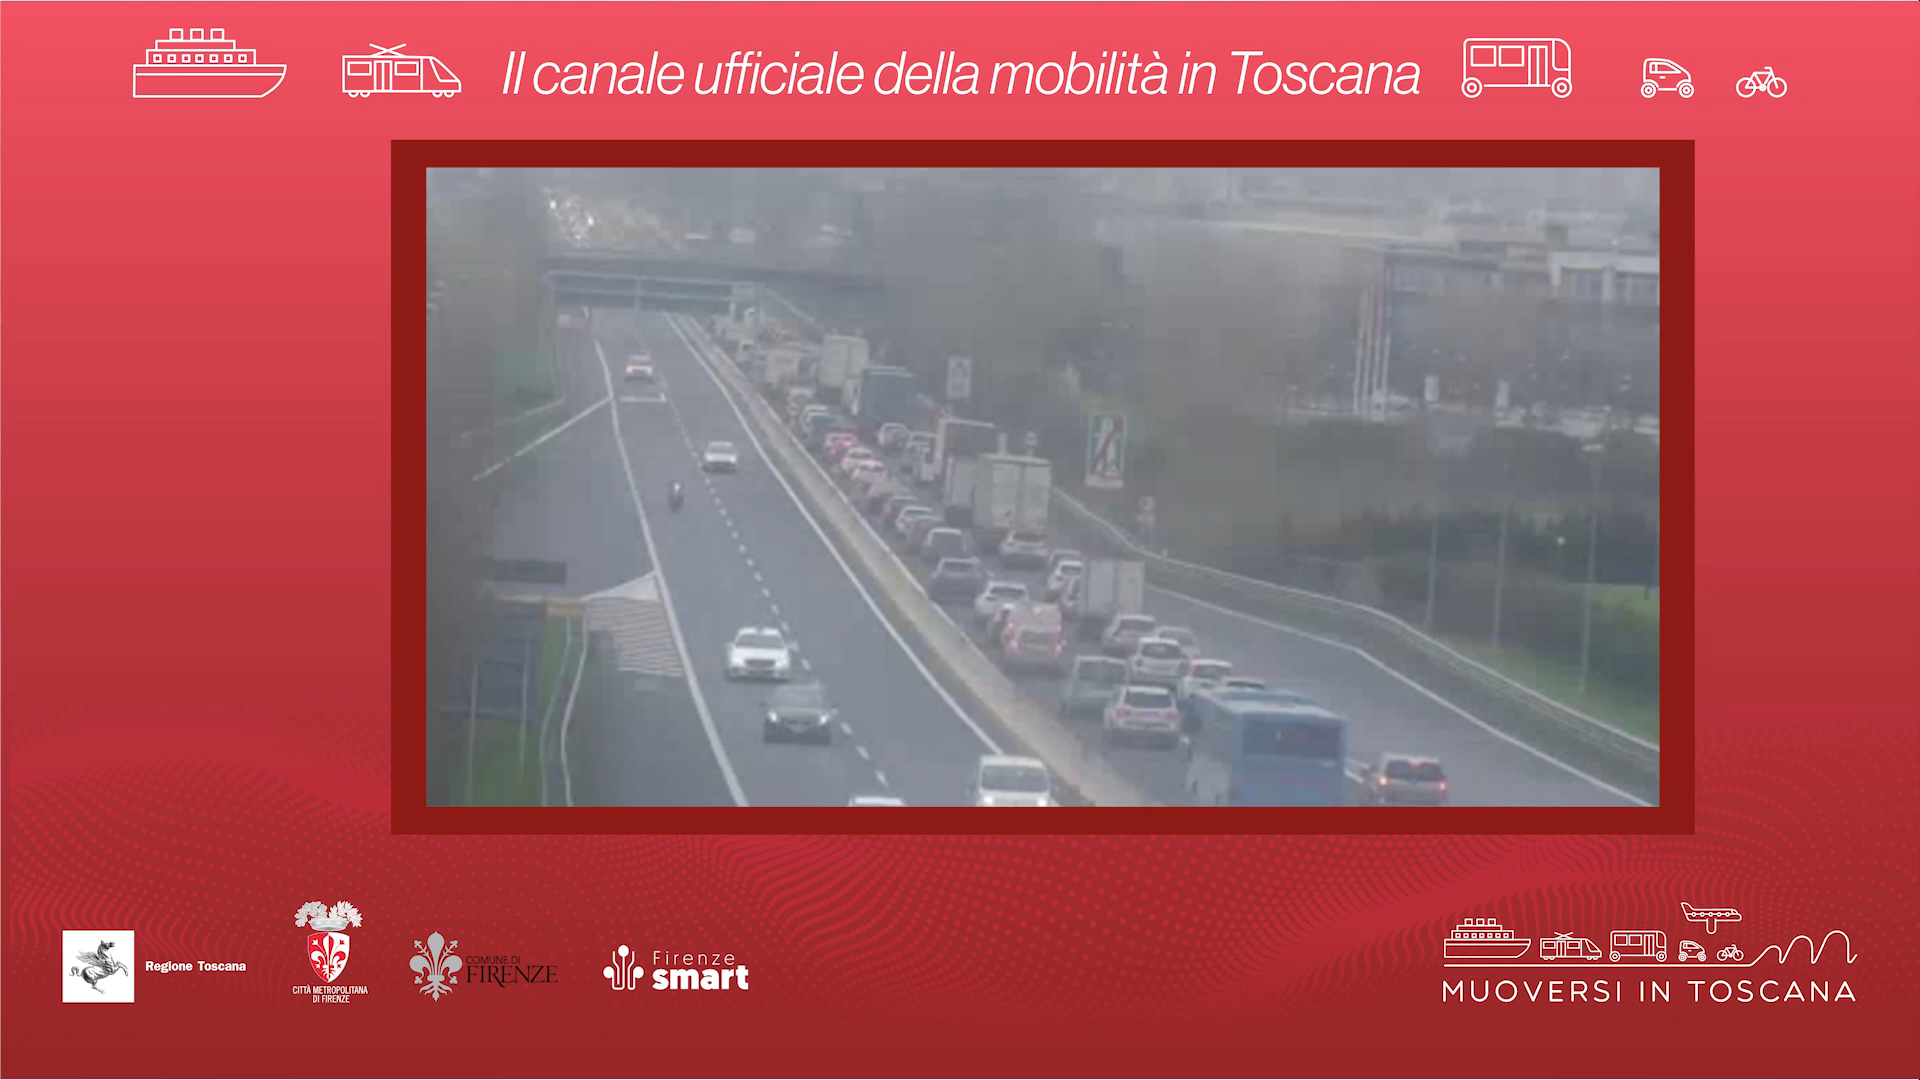 Il canale ufficiale della mobilità in Toscana
Regione Toscana
CITTÀ METROPOLITANA
DI FIRENZE
COMUNE DI
FIRENZE
Firenze
smart
MUOVERSI IN TOSCANA